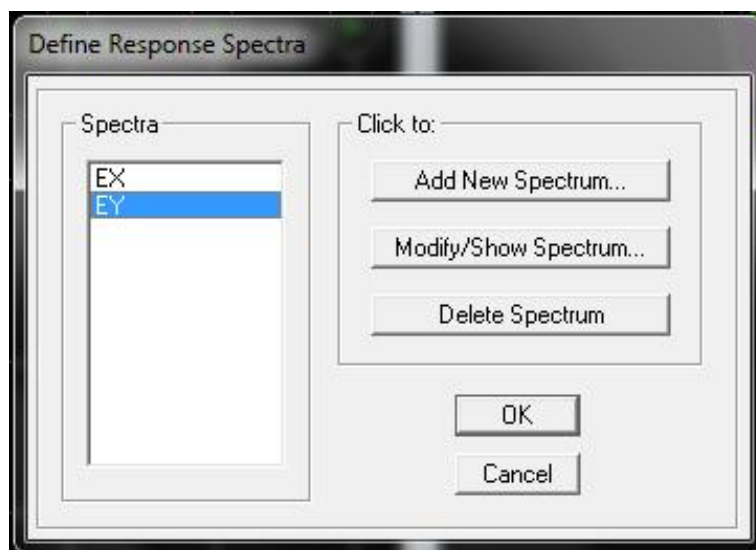 Define Response Spectra
Spectra
EX
EY
Click to:
Add New Spectrum...
Modify/Show Spectrum...
Delete Spectrum
OK
Cancel